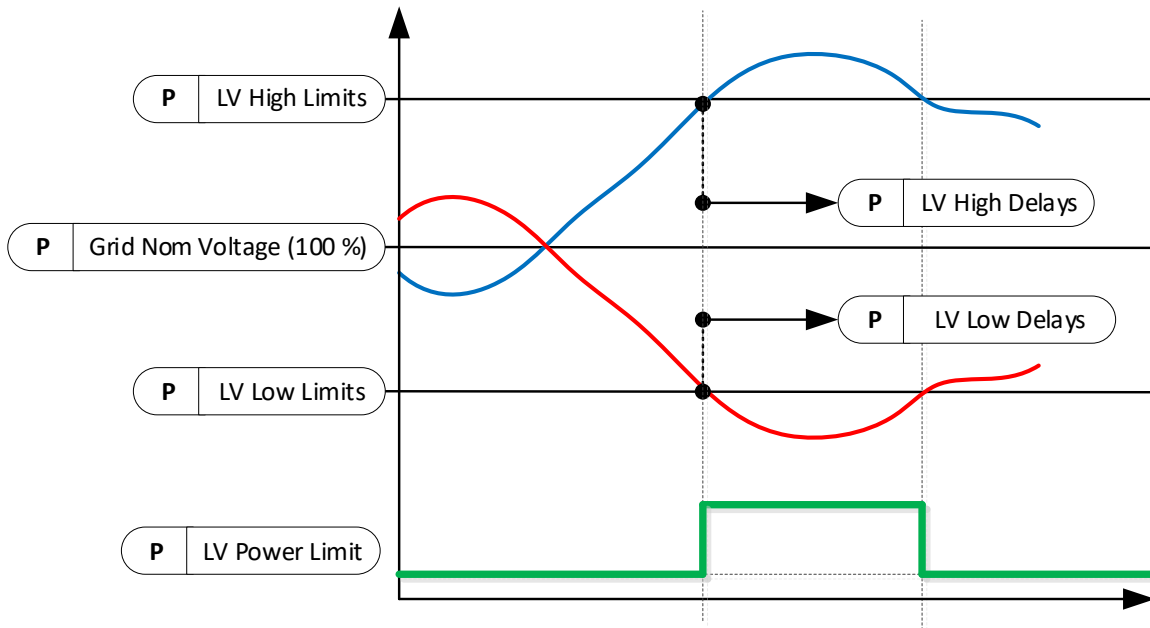 P LV High Limits
P LV High Delays
P Grid Nom Voltage (100 %)
P LV Low Delays
P LV Low Limits
P LV Power Limit